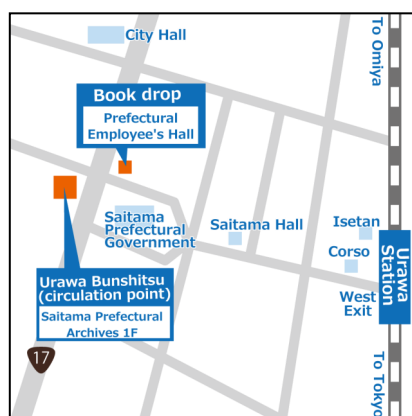 City Hall
To Omiya
Book drop
Prefectural
Employee's Hall
Saitama
Prefectural
Government
Saitama Hall
Isetan
Corso
Urawa
Station
West
Exit
Urawa Bunshitsu
(circulation point)
Saitama Prefectural
Archives 1F
17
To Tokyo